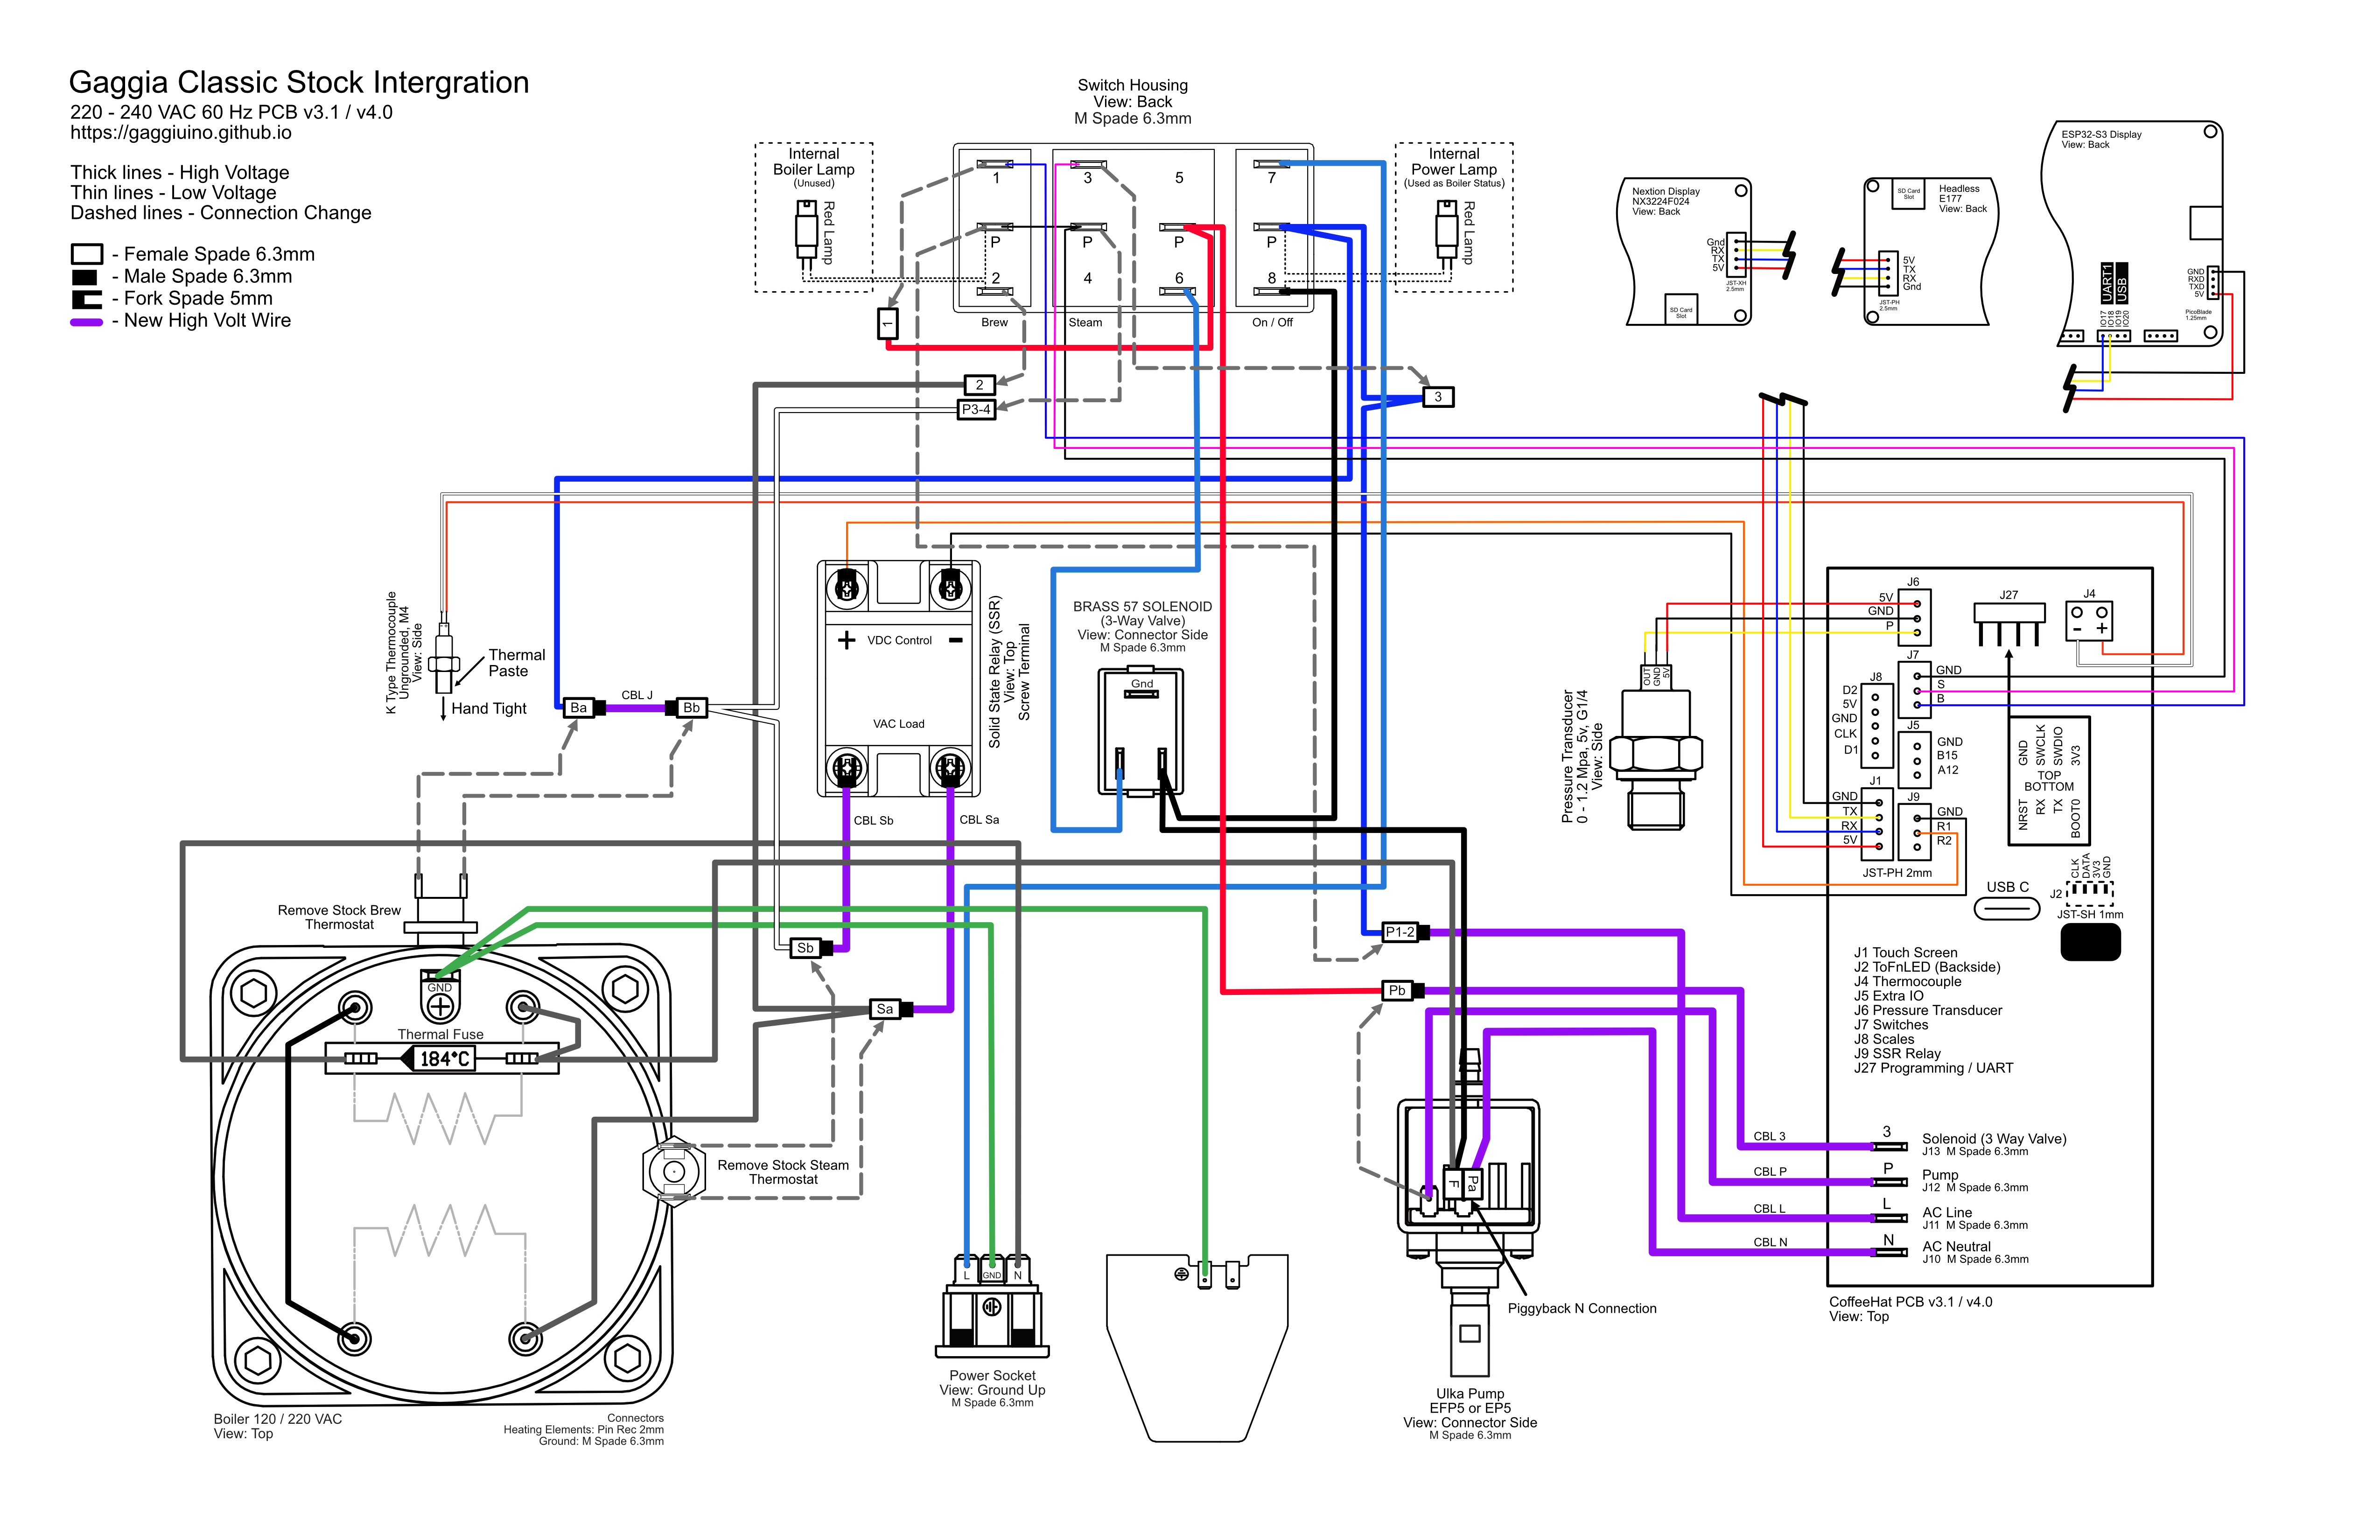 Gaggia Classic Stock Intergration
220 - 240 VAC 60 Hz PCB v3.1 / v4.0
https://gaggiuino.github.io
Thick lines - High Voltage
Thin lines - Low Voltage
Dashed lines - Connection Change
- Female Spade 6.3mm
- Male Spade 6.3mm
- Fork Spade 5mm
- New High Volt Wire
Switch Housing
View: Back
M Spade 6.3mm
Internal
Boiler Lamp
(Unused)
Red Lamp
1
P
2
3
P
4
5
P
6
7
P
8
Brew
Steam
On / Off
Internal
Power Lamp
(Used as Boiler Status)
Red Lamp
1
2
P3-4
3
Nextion Display
NX3224F024
View: Back
Gnd
RX
TX
5V
JST-XH
2.5mm
SD Card
Slot
SD Card
Slot
Headless
E177
View: Back
5V
TX
RX
Gnd
JST-PH
2.5mm
ESP32-S3 Display
View: Back
UART1
USB
IO17
IO18
IO19
IO20
GND
RXD
TXD
5V
PicoBlade
1.25mm
K Type Thermocouple
Ungrounded, M4
View: Side
Thermal
Paste
Hand Tight
Ba
CBL J
Bb
+
VDC Control
-
VAC Load
Solid State Relay (SSR)
View: Top
Screw Terminal
CBL Sb
CBL Sa
Sb
Sa
BRASS 57 SOLENOID
(3-Way Valve)
View: Connector Side
M Spade 6.3mm
Gnd
Pressure Transducer
0 - 1.2 Mpa, 5v, G1/4
View: Side
OUT
GND
5V
J6
5V
GND
P
J27
J4
-
+
J7
GND
S
B
J8
D2
5V
GND
CLK
D1
J5
GND
B15
A12
J1
GND
TX
RX
5V
J9
GND
R1
R2
JST-PH 2mm
GND
SWCLK
SWDIO
3V3
TOP
BOTTOM
NRST
RX
TX
BOOT0
USB C
J2
CLK
DATA
3V3
GND
JST-SH 1mm
J1 Touch Screen
J2 ToFnLED (Backside)
J4 Thermocouple
J5 Extra IO
J6 Pressure Transducer
J7 Switches
J8 Scales
J9 SSR Relay
J27 Programming / UART
CBL 3
3
Solenoid (3 Way Valve)
J13 M Spade 6.3mm
CBL P
P
Pump
J12 M Spade 6.3mm
CBL L
L
AC Line
J11 M Spade 6.3mm
CBL N
N
AC Neutral
J10 M Spade 6.3mm
CoffeeHat PCB v3.1 / v4.0
View: Top
P1-2
Pb
F
Pa
Piggyback N Connection
Ulka Pump
EFP5 or EP5
View: Connector Side
M Spade 6.3mm
L
GND
N
Power Socket
View: Ground Up
M Spade 6.3mm
Remove Stock Brew
Thermostat
GND
Thermal Fuse
184°C
Remove Stock Steam
Thermostat
Boiler 120 / 220 VAC
View: Top
Connectors
Heating Elements: Pin Rec 2mm
Ground: M Spade 6.3mm